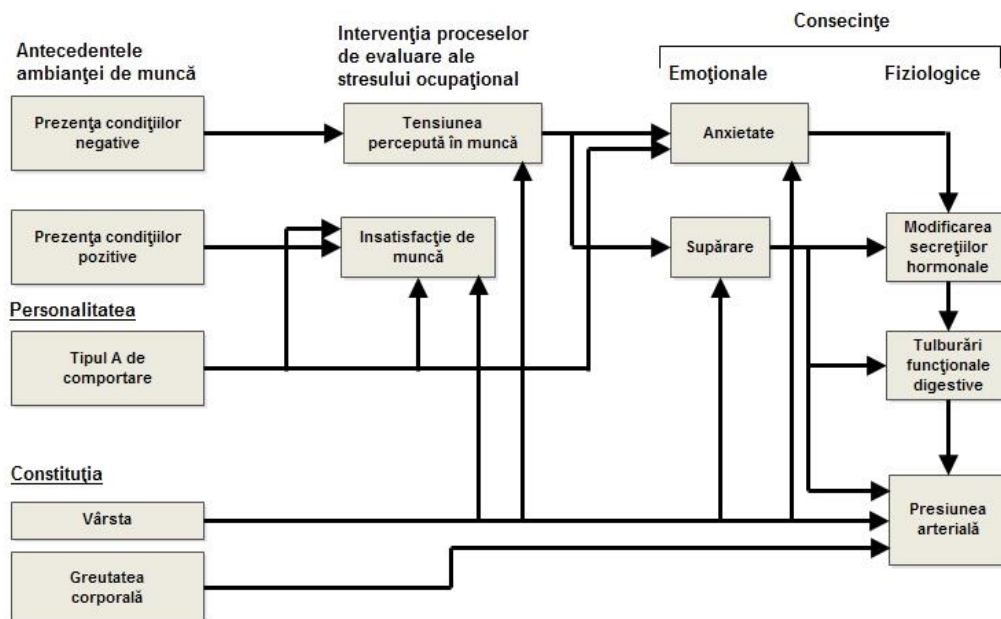 Consecinţe
Antecedentele
ambianţei de muncă
Intervenţia proceselor
de evaluare ale
stresului ocupaţional
Emoţionale
Fiziologice
Prezenţa condiţiilor
negative
Tensiunea
percepută în muncă
Anxietate
Prezenţa condiţiilor
pozitive
Insatisfacţie de
muncă
Supărare
Modificarea
secreţiilor
hormonale
Personalitatea
Tipul A de
comportare
Tulburări
funcţionale
digestive
Constituţia
Vârsta
Presiunea
arterială
Greutatea
corporală